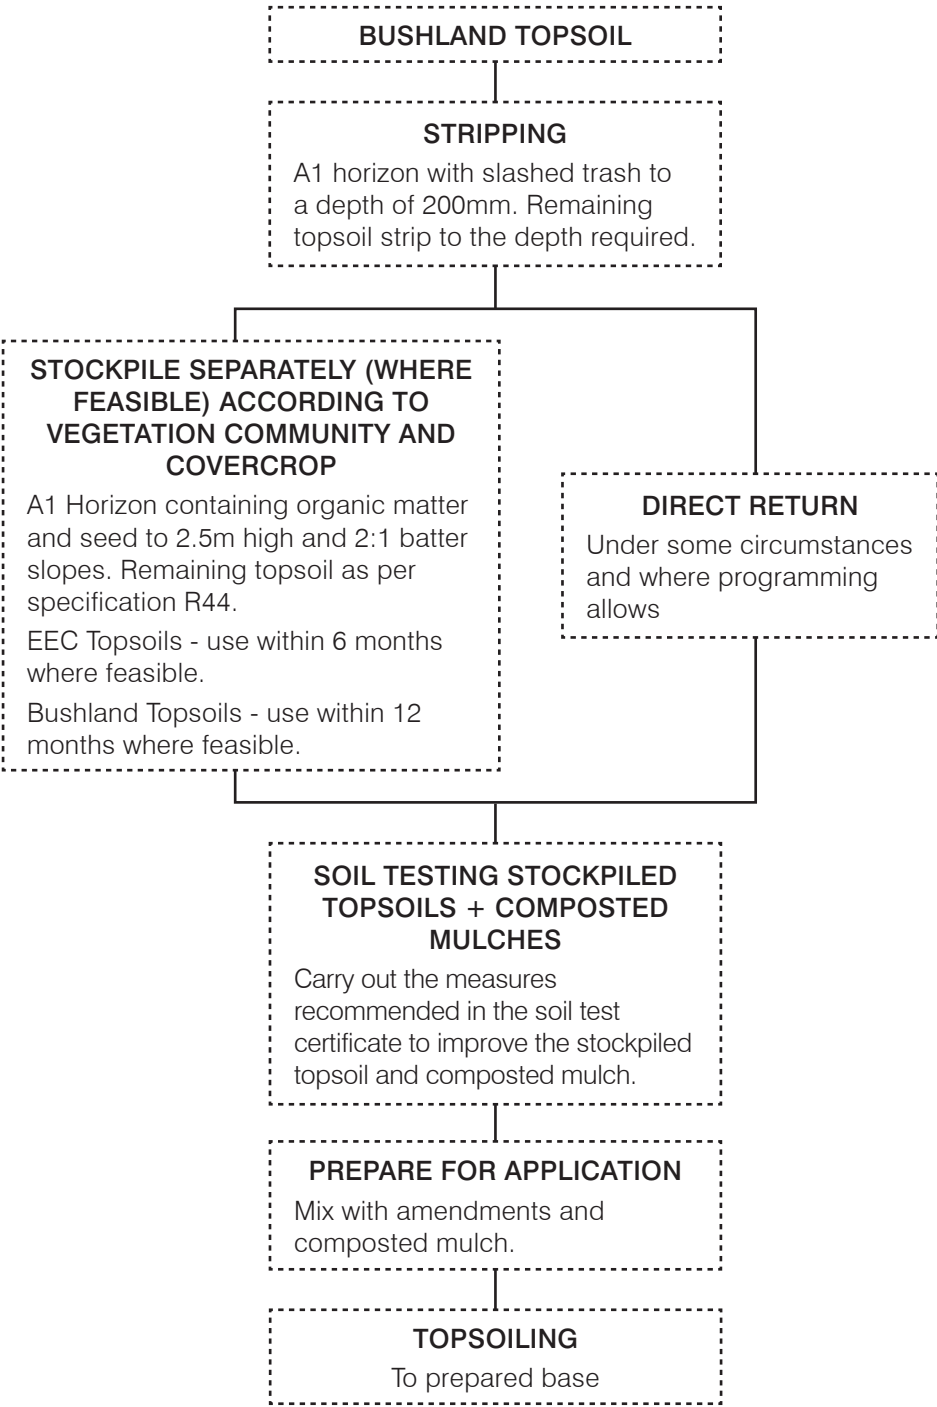 BUSHLAND TOPSOIL
STRIPPING
A1 horizon with slashed trash to
a depth of 200mm. Remaining
topsoil strip to the depth required.
STOCKPILE SEPARATELY (WHERE
FEASIBLE) ACCORDING TO
VEGETATION COMMUNITY AND
COVERCROP
A1 Horizon containing organic matter
and seed to 2.5m high and 2:1 batter
slopes. Remaining topsoil as per
specification R44.
EEC Topsoils - use within 6 months
where feasible.
Bushland Topsoils - use within 12
months where feasible.
DIRECT RETURN
Under some circumstances
and where programming
allows
SOIL TESTING STOCKPILED
TOPSOILS + COMPOSTED
MULCHES
Carry out the measures
recommended in the soil test
certificate to improve the stockpiled
topsoil and composted mulch.
PREPARE FOR APPLICATION
Mix with amendments and
composted mulch.
TOPSOILING
To prepared base